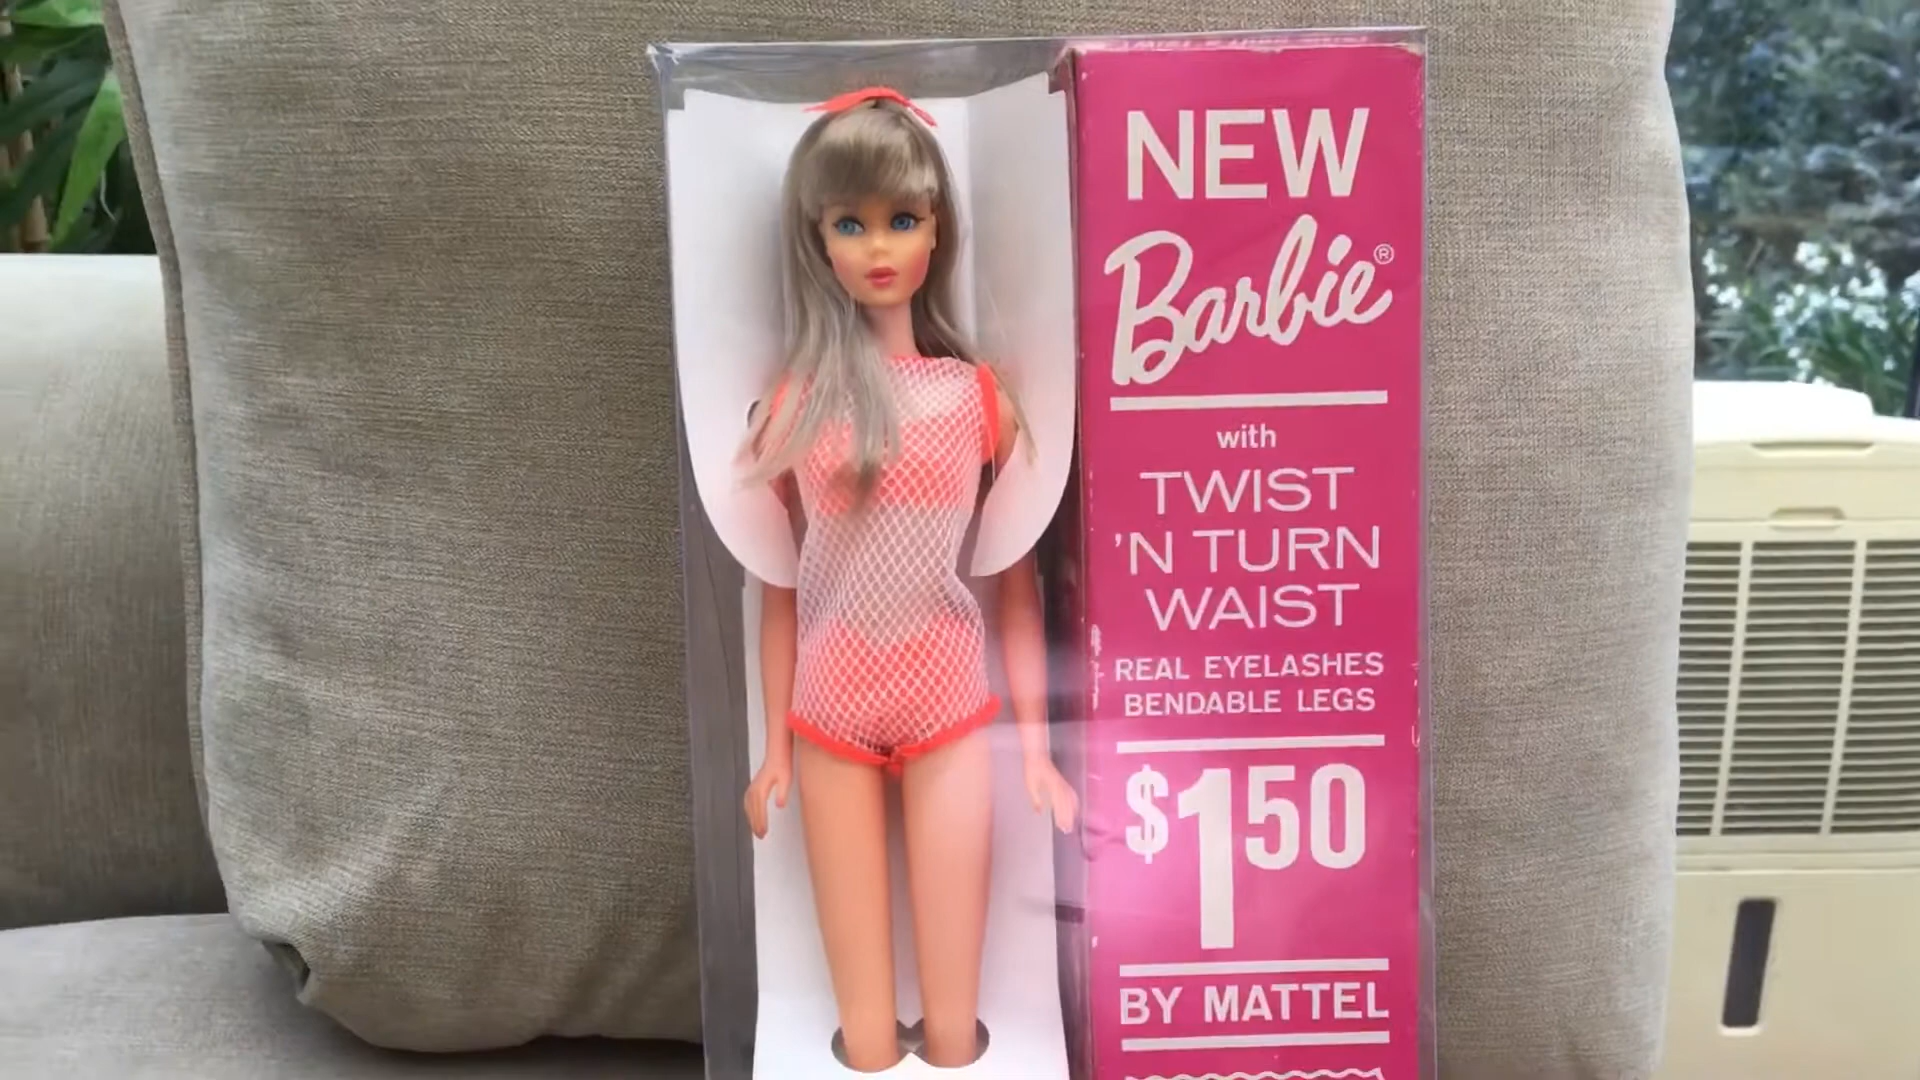 NEW
Barbie®
with
TWIST
'N TURN
WAIST
REAL EYELASHES
BENDABLE LEGS
$150
BY MATTEL